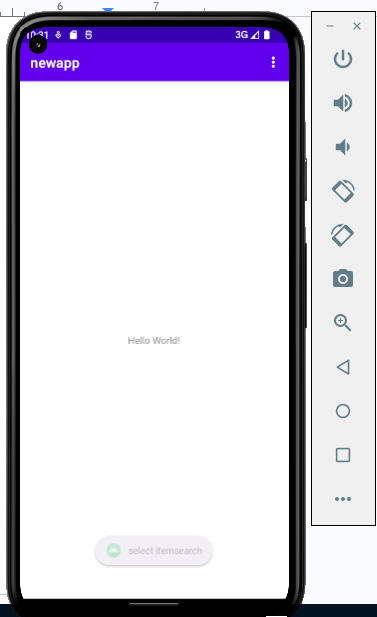 6 7
10:31 3G
newapp
Hello World!
select itemsearch